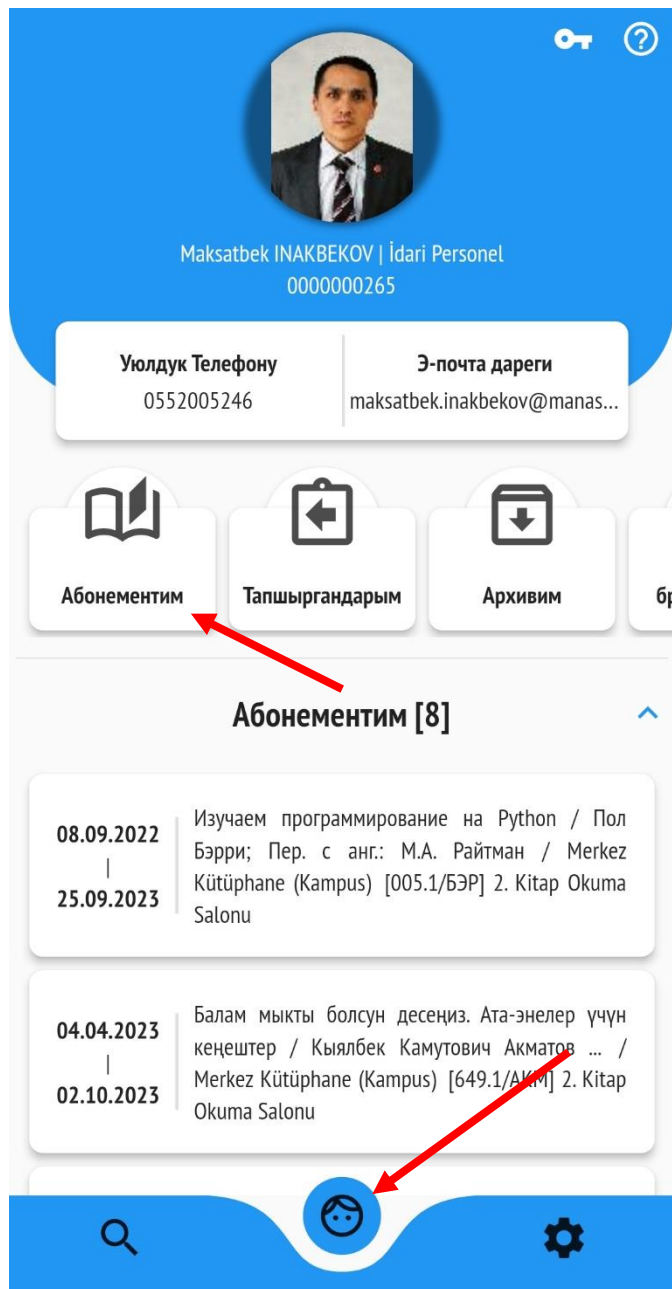 Maksatbek INAKBEKOV | İdari Personel
0000000265
Уюлдук Телефону
0552005246
Э-почта дареги
maksatbek.inakbekov@manas...
Абонементим
Тапшыргандарым
Архивим
Абонементим [8]
08.09.2022
|
25.09.2023
Изучаем программирование на Python / Пол
Бэрри; Пер. с анг.: М.А. Райтман / Merkez
Kütüphane (Kampus) [005.1/БЭР] 2. Kitap Okuma
Salonu
04.04.2023
|
02.10.2023
Балам мыкты болсун десеңиз. Ата-энелер үчүн
кеңештер / Кыялбек Камутович Акматов ... /
Merkez Kütüphane (Kampus) [649.1/АКМ] 2. Kitap
Okuma Salonu